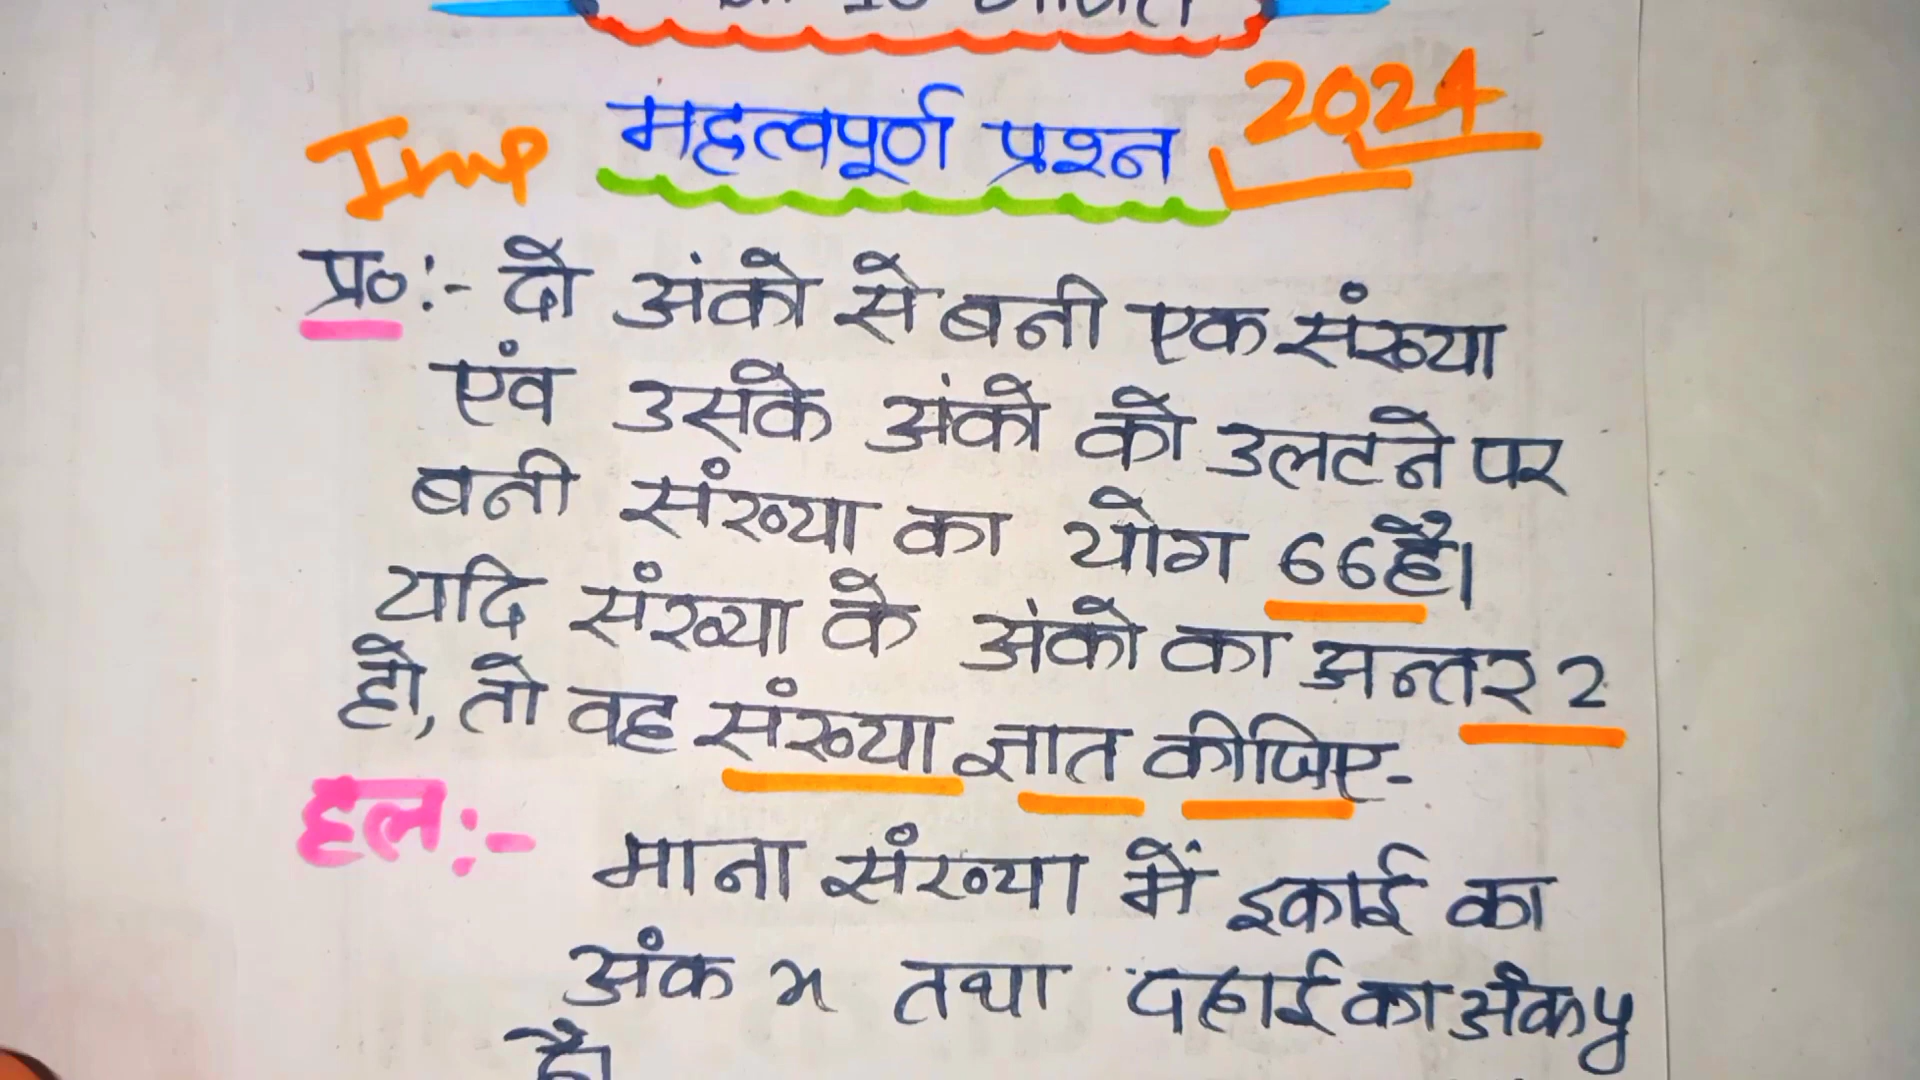 Imp महत्वपूर्ण प्रश्न 2024
प्र०:- दो अंको से बनी एक संख्या
एंव उसके अंको को उलटने पर
बनी संख्या का योग 66 है।
यदि संख्या के अंको का अन्तर 2
हो, तो वह संख्या ज्ञात कीजिए-
हल:-
माना संख्या में इकाई का
अंक x तथा दहाई का अंक y
है।